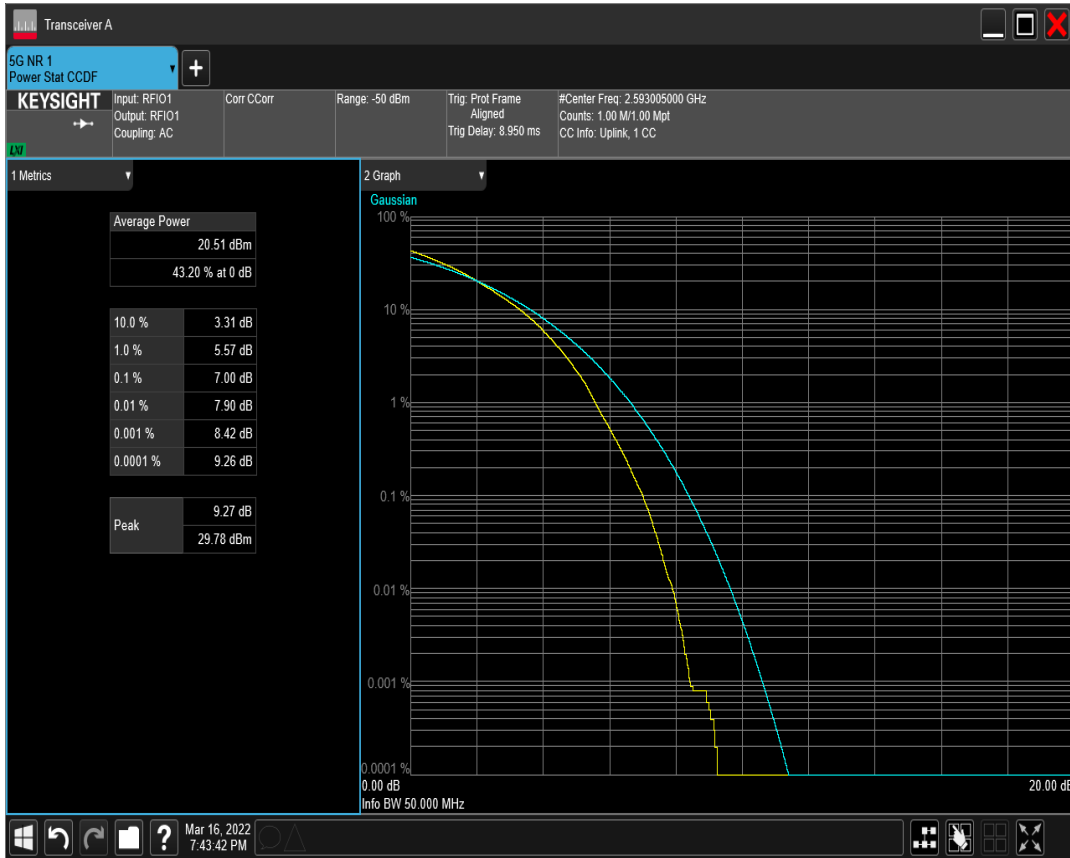 Transceiver A
5G NR 1
Power Stat CCDF
KEYSIGHT
LXI
Input: RFIO1
Output: RFIO1
Coupling: AC
Corr CCorr
Range: -50 dBm
Trig: Prot Frame
Aligned
Trig Delay: 8.950 ms
#Center Freq: 2.593005000 GHz
Counts: 1.00 M/1.00 Mpt
CC Info: Uplink, 1 CC
1 Metrics
Average Power
20.51 dBm
43.20 % at 0 dB
10.0 % 3.31 dB
1.0 % 5.57 dB
0.1 % 7.00 dB
0.01 % 7.90 dB
0.001 % 8.42 dB
0.0001 % 9.26 dB
Peak
9.27 dB
29.78 dBm
2 Graph
Gaussian
100 %
10 %
1 %
0.1 %
0.01 %
0.001 %
0.0001 %
0.00 dB 20.00 dB
Info BW 50.000 MHz
? Mar 16, 2022
7:43:42 PM